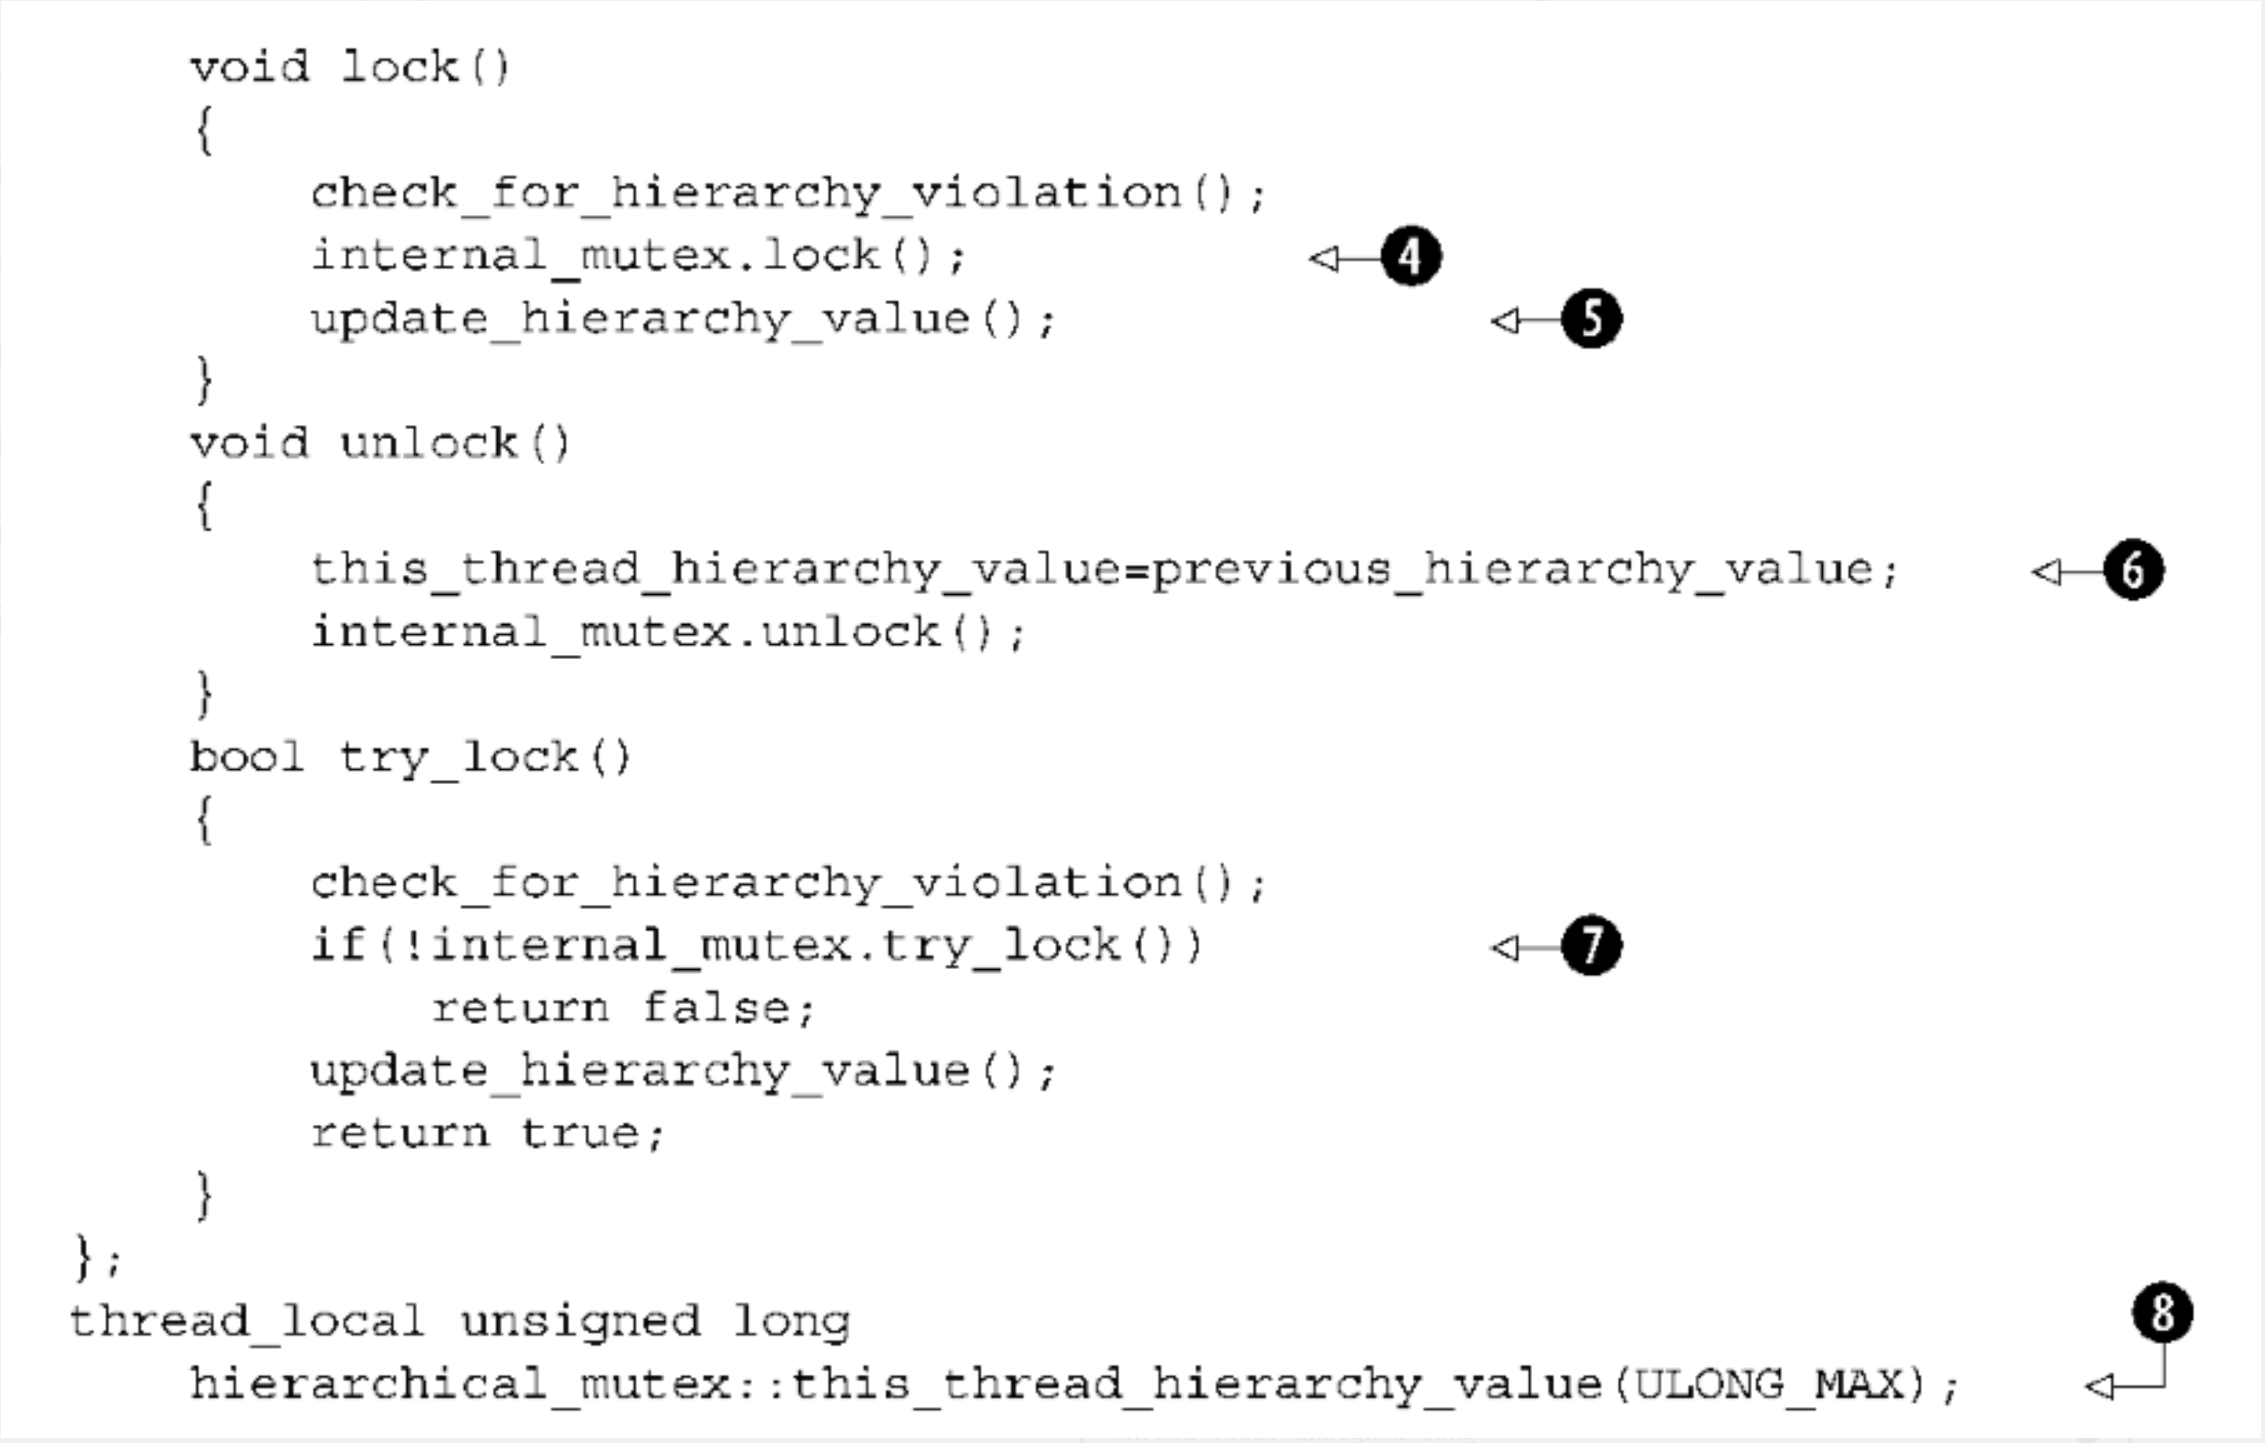 void lock()
{
check_for_hierarchy_violation();
internal_mutex.lock(); 4
update_hierarchy_value(); 5
}
void unlock()
{
this_thread_hierarchy_value=previous_hierarchy_value; 6
internal_mutex.unlock();
}
bool try_lock()
{
check_for_hierarchy_violation();
if(!internal_mutex.try_lock()) 7
return false;
update_hierarchy_value();
return true;
}
};
thread_local unsigned long
hierarchical_mutex::this_thread_hierarchy_value(ULONG_MAX); 8